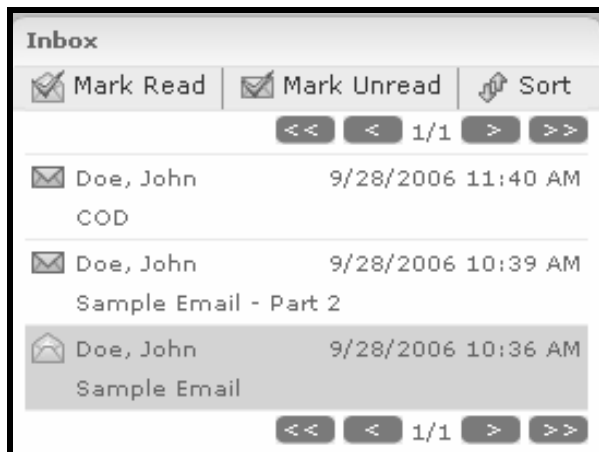 Inbox
Mark Read Mark Unread Sort
<< < 1/1 > >>
Doe, John 9/28/2006 11:40 AM
COD
Doe, John 9/28/2006 10:39 AM
Sample Email - Part 2
Doe, John 9/28/2006 10:36 AM
Sample Email
<< < 1/1 > >>